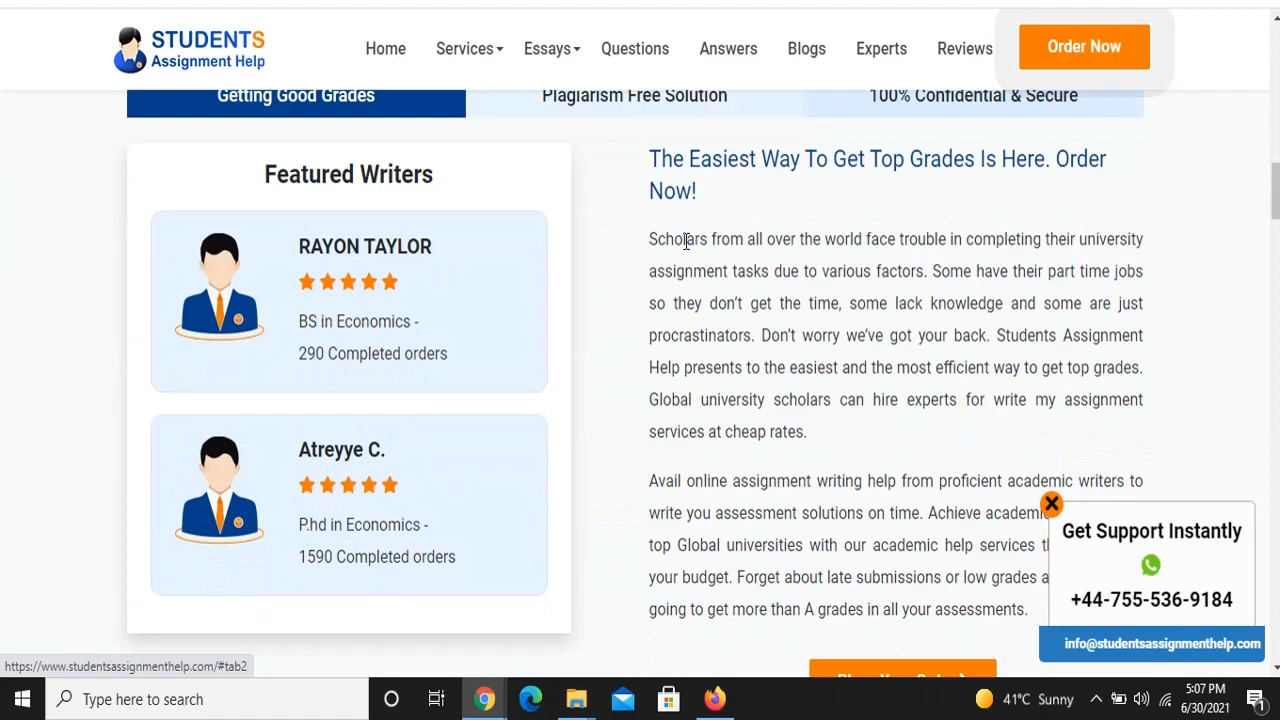 STUDENTS
Assignment Help
Home
Services
Essays
Questions
Answers
Blogs
Experts
Reviews
Order Now
Getting Good Grades
Plagiarism Free Solution
100% Confidential & Secure
Featured Writers
RAYON TAYLOR
BS in Economics -
290 Completed orders
Atreyye C.
P.hd in Economics -
1590 Completed orders
The Easiest Way To Get Top Grades Is Here. Order
Now!
Scholars from all over the world face trouble in completing their university
assignment tasks due to various factors. Some have their part time jobs
so they don't get the time, some lack knowledge and some are just
procrastinators. Don't worry we've got your back. Students Assignment
Help presents to the easiest and the most efficient way to get top grades.
Global university scholars can hire experts for write my assignment
services at cheap rates.
Avail online assignment writing help from proficient academic writers to
write you assessment solutions on time. Achieve academi
top Global universities with our academic help services
your budget. Forget about late submissions or low grades
going to get more than A grades in all your assessments.
Get Support Instantly
+44-755-536-9184
info@studentsassignmenthelp.com
https://www.studentsassignmenthelp.com/#tab2
Type here to search
41°C Sunny
5:07 PM
6/30/2021
1